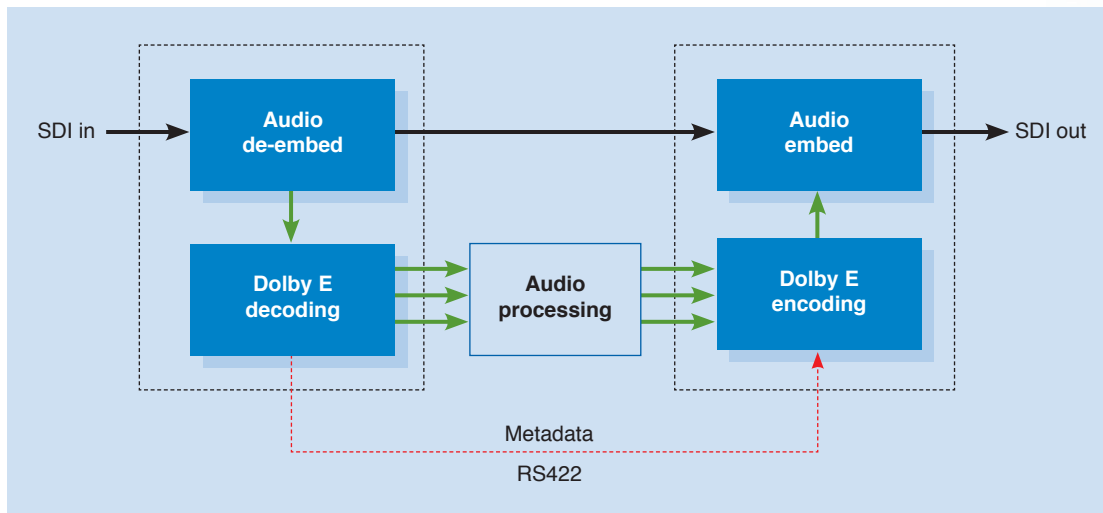 SDI in
Audio
de-embed
Audio
embed
SDI out
Dolby E
decoding
Audio
processing
Dolby E
encoding
Metadata
RS422